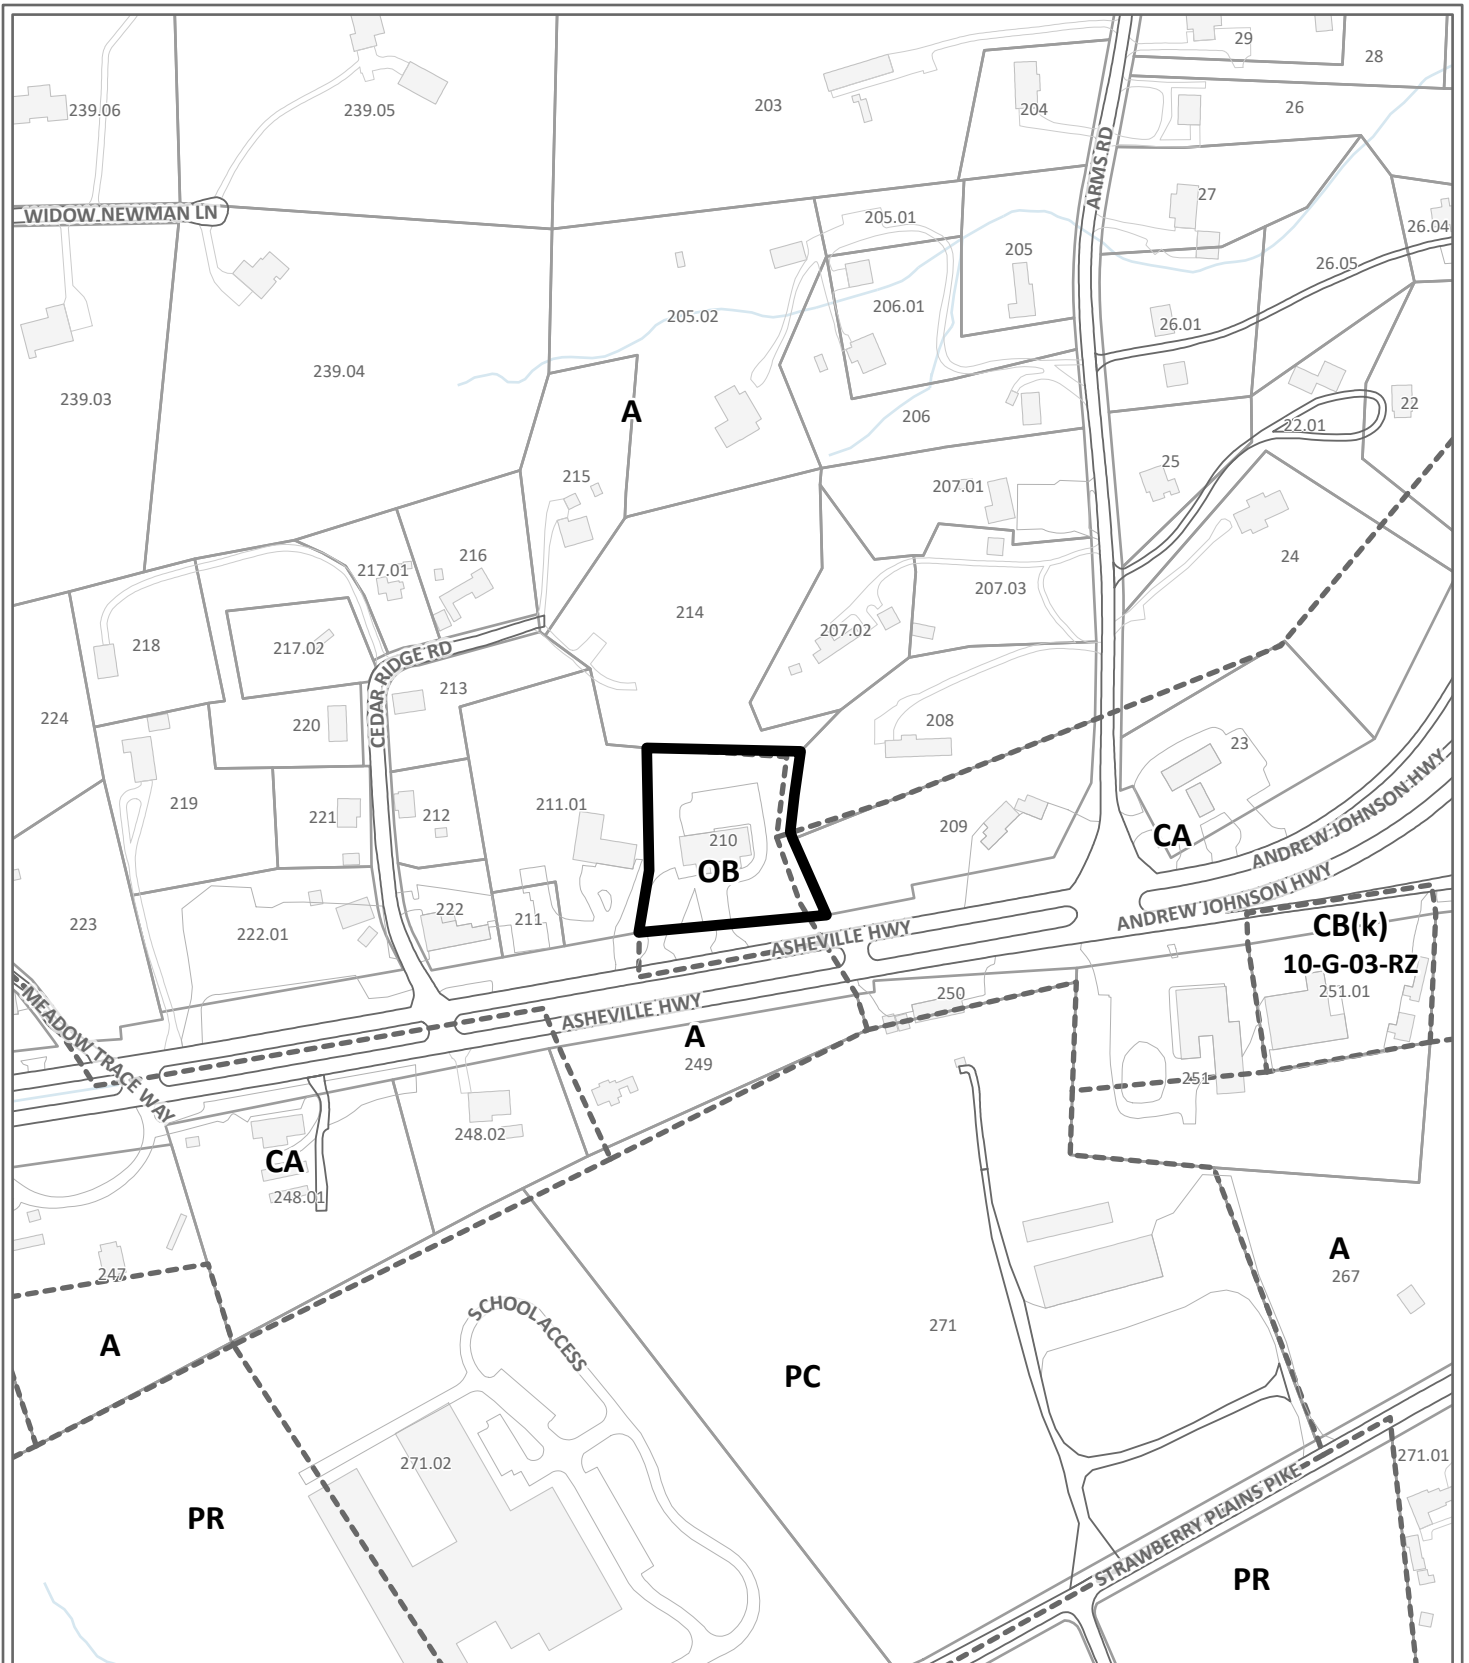 29
28
239.06
239.05
203
204
26
ARMS RD
27
WIDOW NEWMAN LN
205.01
26.04
205
26.05
206.01
205.02
26.01
239.04
239.03
A
206
22
22.01
215
25
207.01
216
24
217.01
207.03
214
207.02
218
217.02
CEDAR RIDGE RD
213
224
220
208
23
219
211.01
221
212
209
CA
ANDREW JOHNSON HWY
210
OB
ANDREW JOHNSON HWY
222
211
223
222.01
ASHEVILLE HWY
CB(k)
10-G-03-RZ
251.01
MEADOW TRACE WAY
250
ASHEVILLE HWY
A
249
251
248.02
CA
248.01
A
267
247
SCHOOL ACCESS
271
A
PC
271.02
271.01
PR
STRAWBERRY PLAINS PIKE
PR